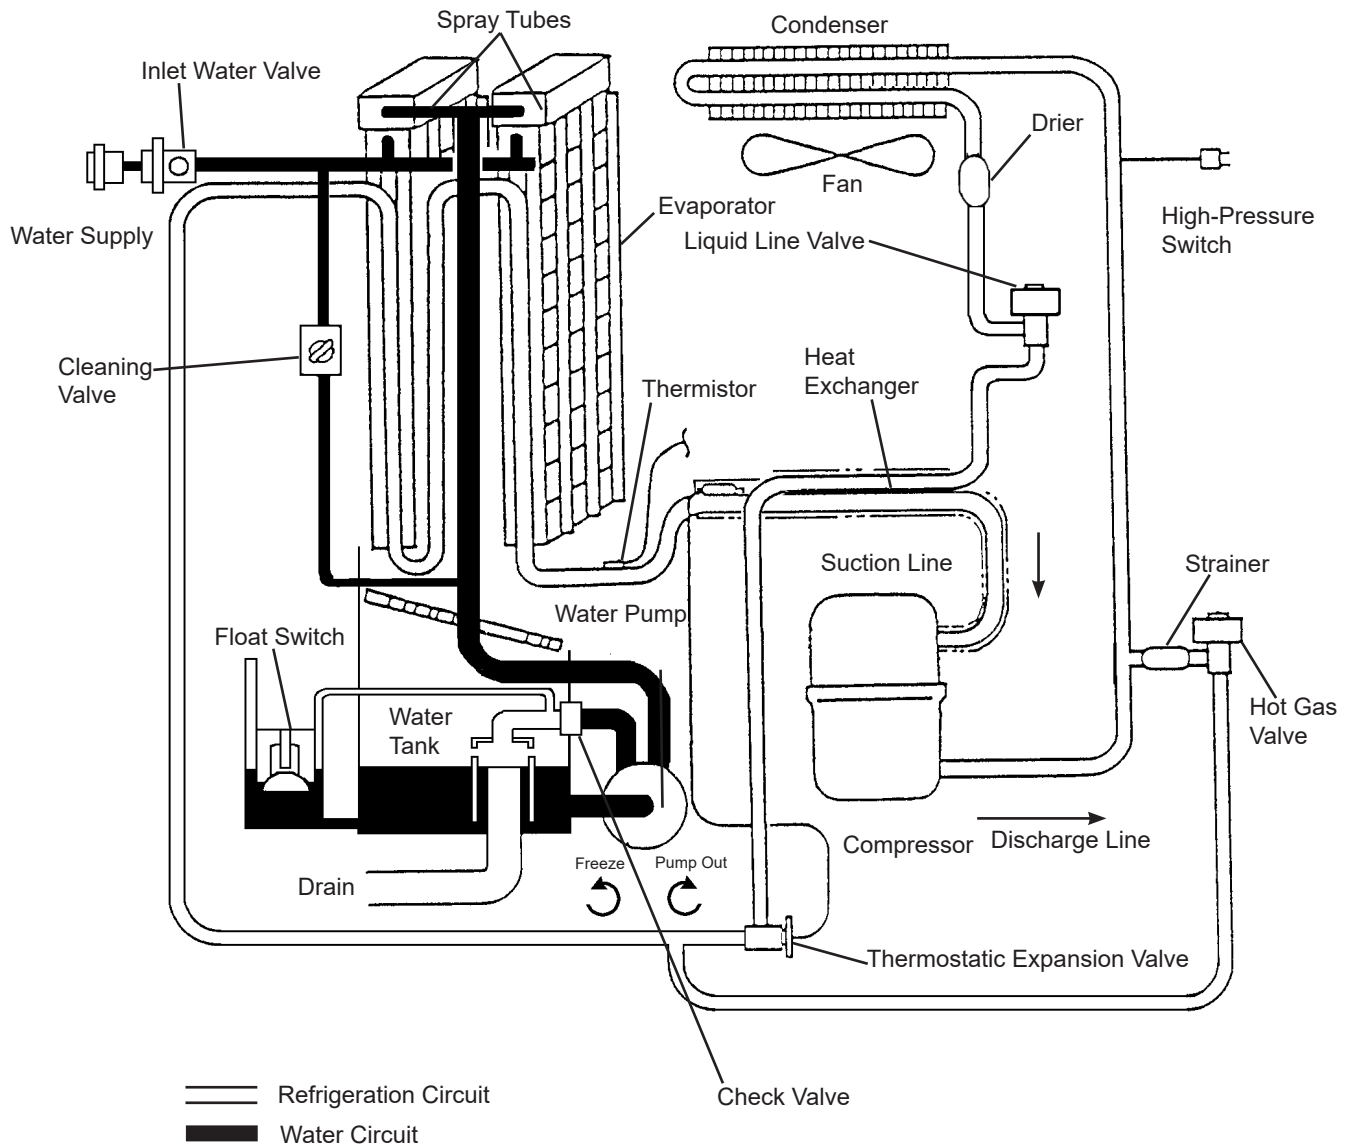 Spray Tubes
Condenser
Inlet Water Valve
Drier
Fan
Evaporator
Water Supply
High-Pressure
Switch
Liquid Line Valve
Cleaning
Valve
Heat
Exchanger
Thermistor
Suction Line
Strainer
Water Pump
Float Switch
Water
Tank
Hot Gas
Valve
Compressor
Discharge Line
Freeze
Pump Out
Drain
Thermostatic Expansion Valve
Refrigeration Circuit
Check Valve
Water Circuit